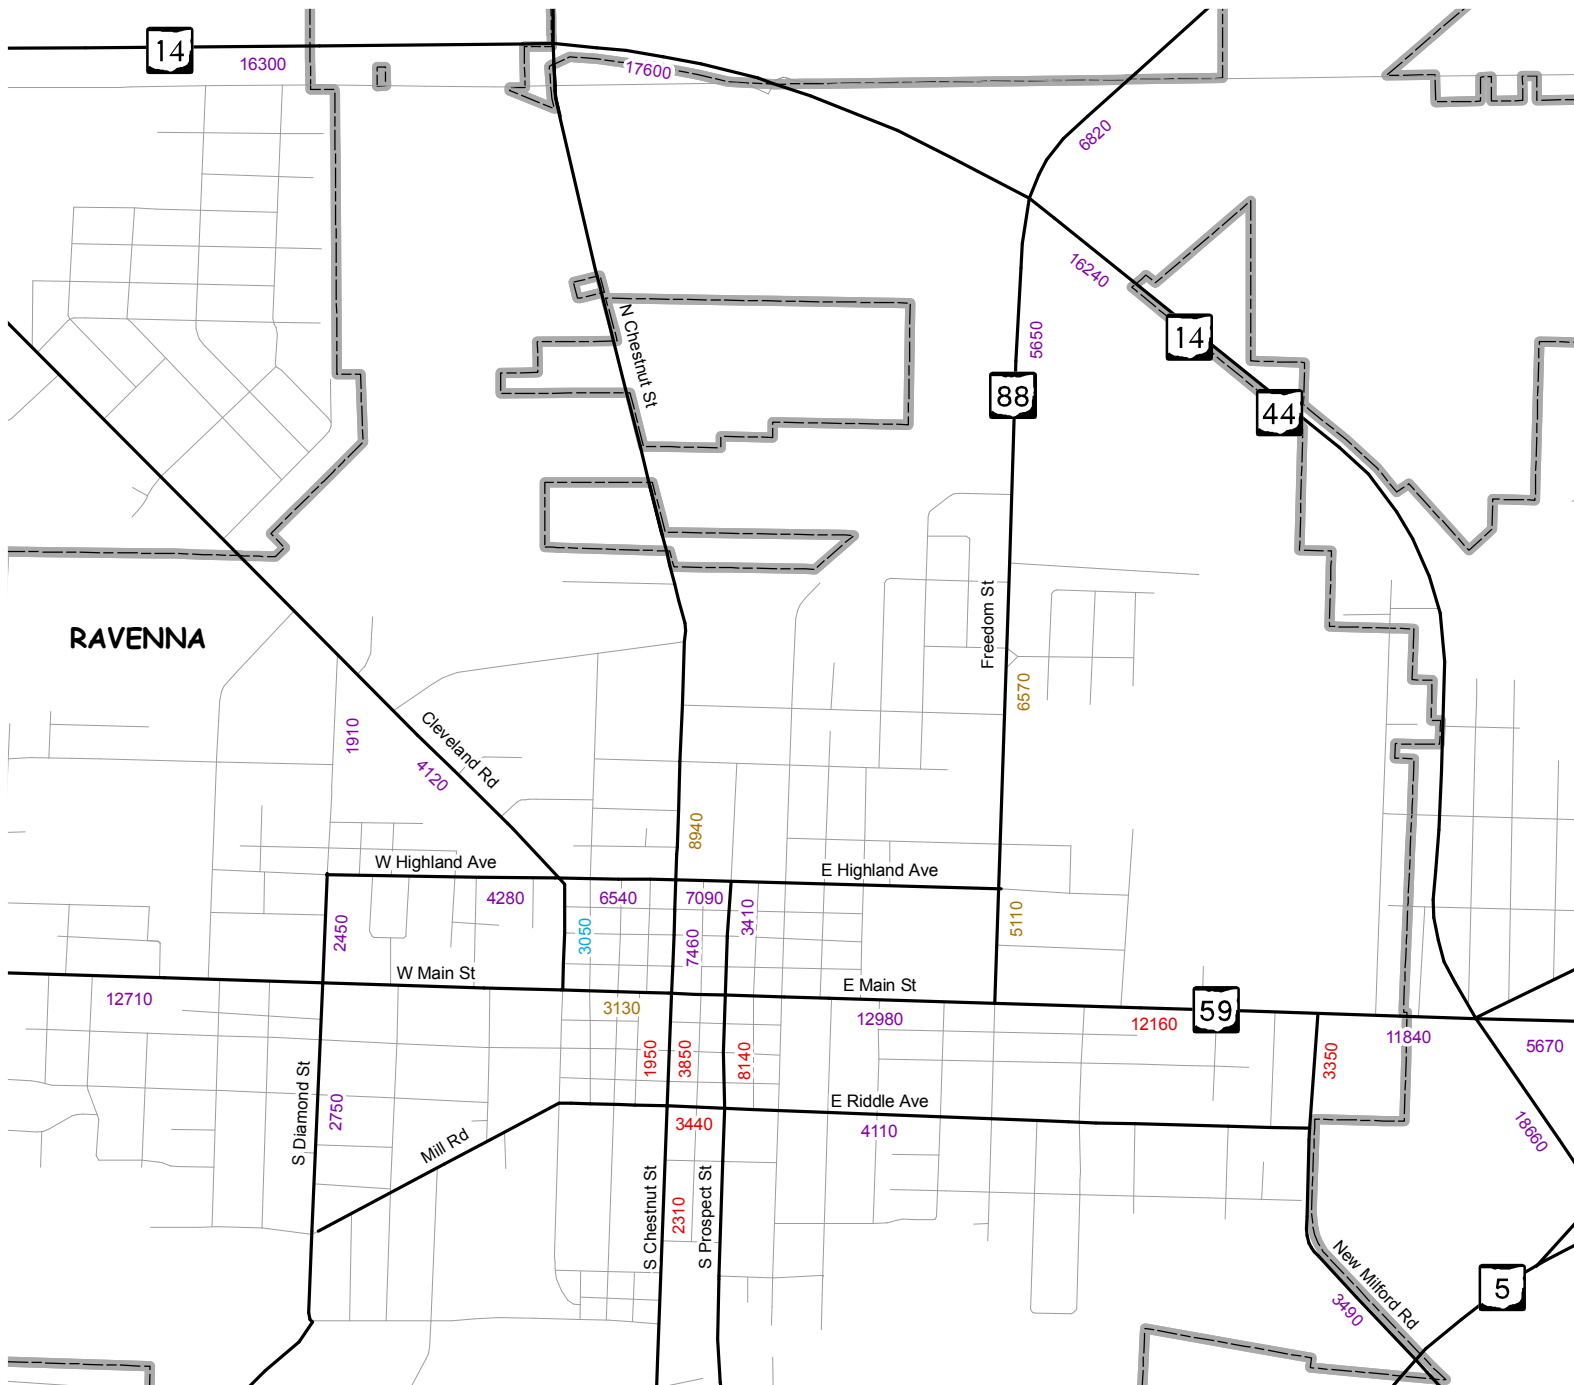 14
16300
17600
6820
16240
N Chestnut St
5650
14
88
44
RAVENNA
Freedom St
6570
1910
Cleveland Rd
4120
8940
W Highland Ave
E Highland Ave
4280
6540
7090
3410
2450
3050
7460
5110
W Main St
E Main St
12710
3130
12980
12160
59
11840
5670
1950
3850
8140
3350
S Diamond St
2750
Mill Rd
3440
E Riddle Ave
4110
18660
S Chestnut St
2310
S Prospect St
New Milford Rd
3490
5